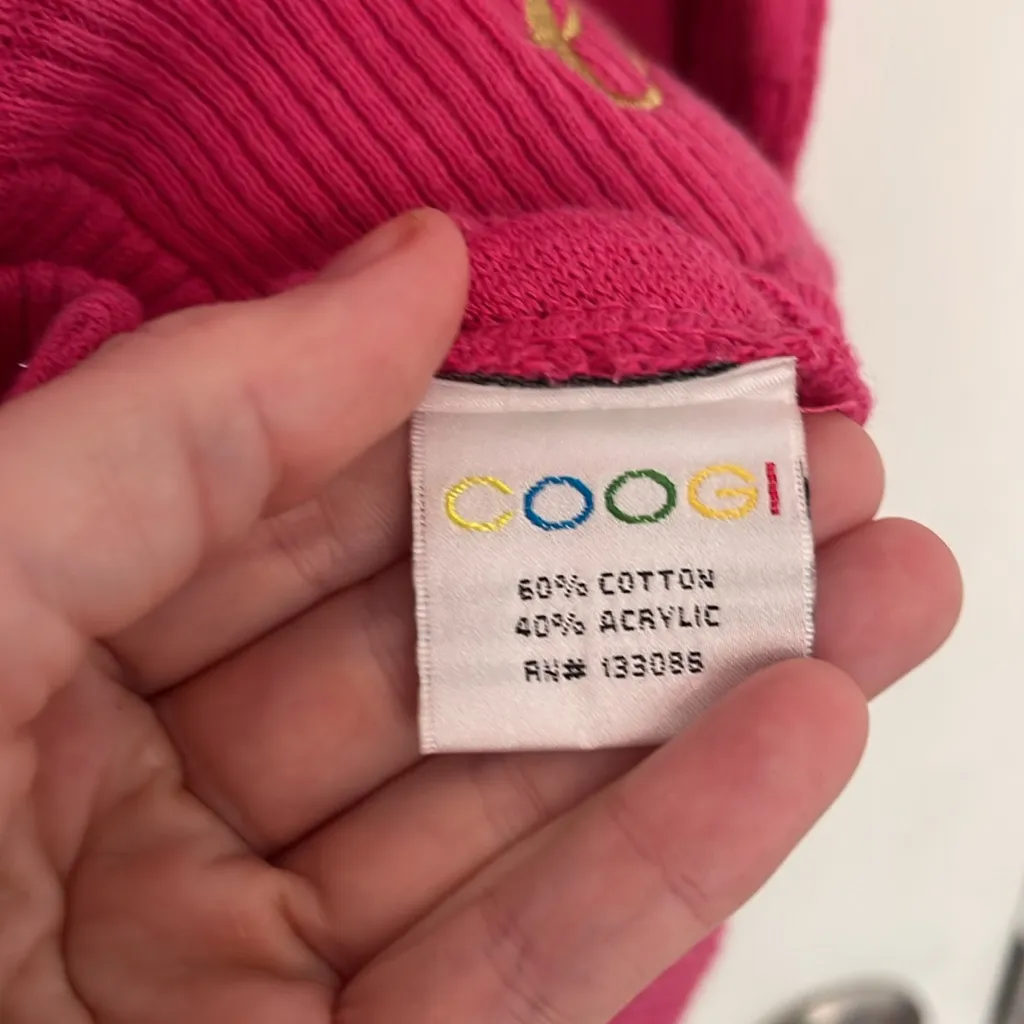 COOGI
60% COTTON
40% ACRYLIC
RN# 133088